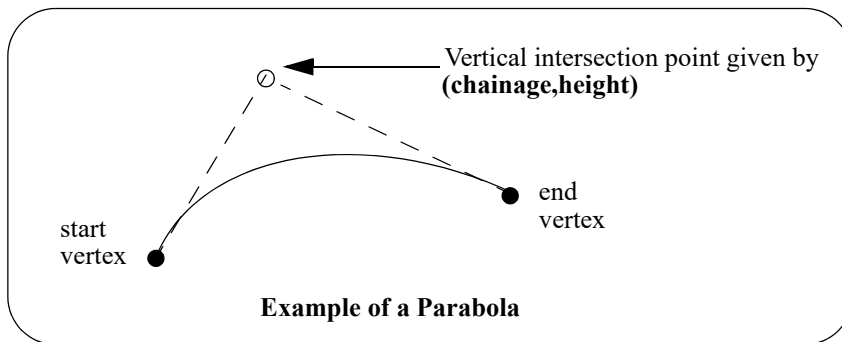 Vertical intersection point given by
(chainage,height)
end
vertex
start
vertex
Example of a Parabola